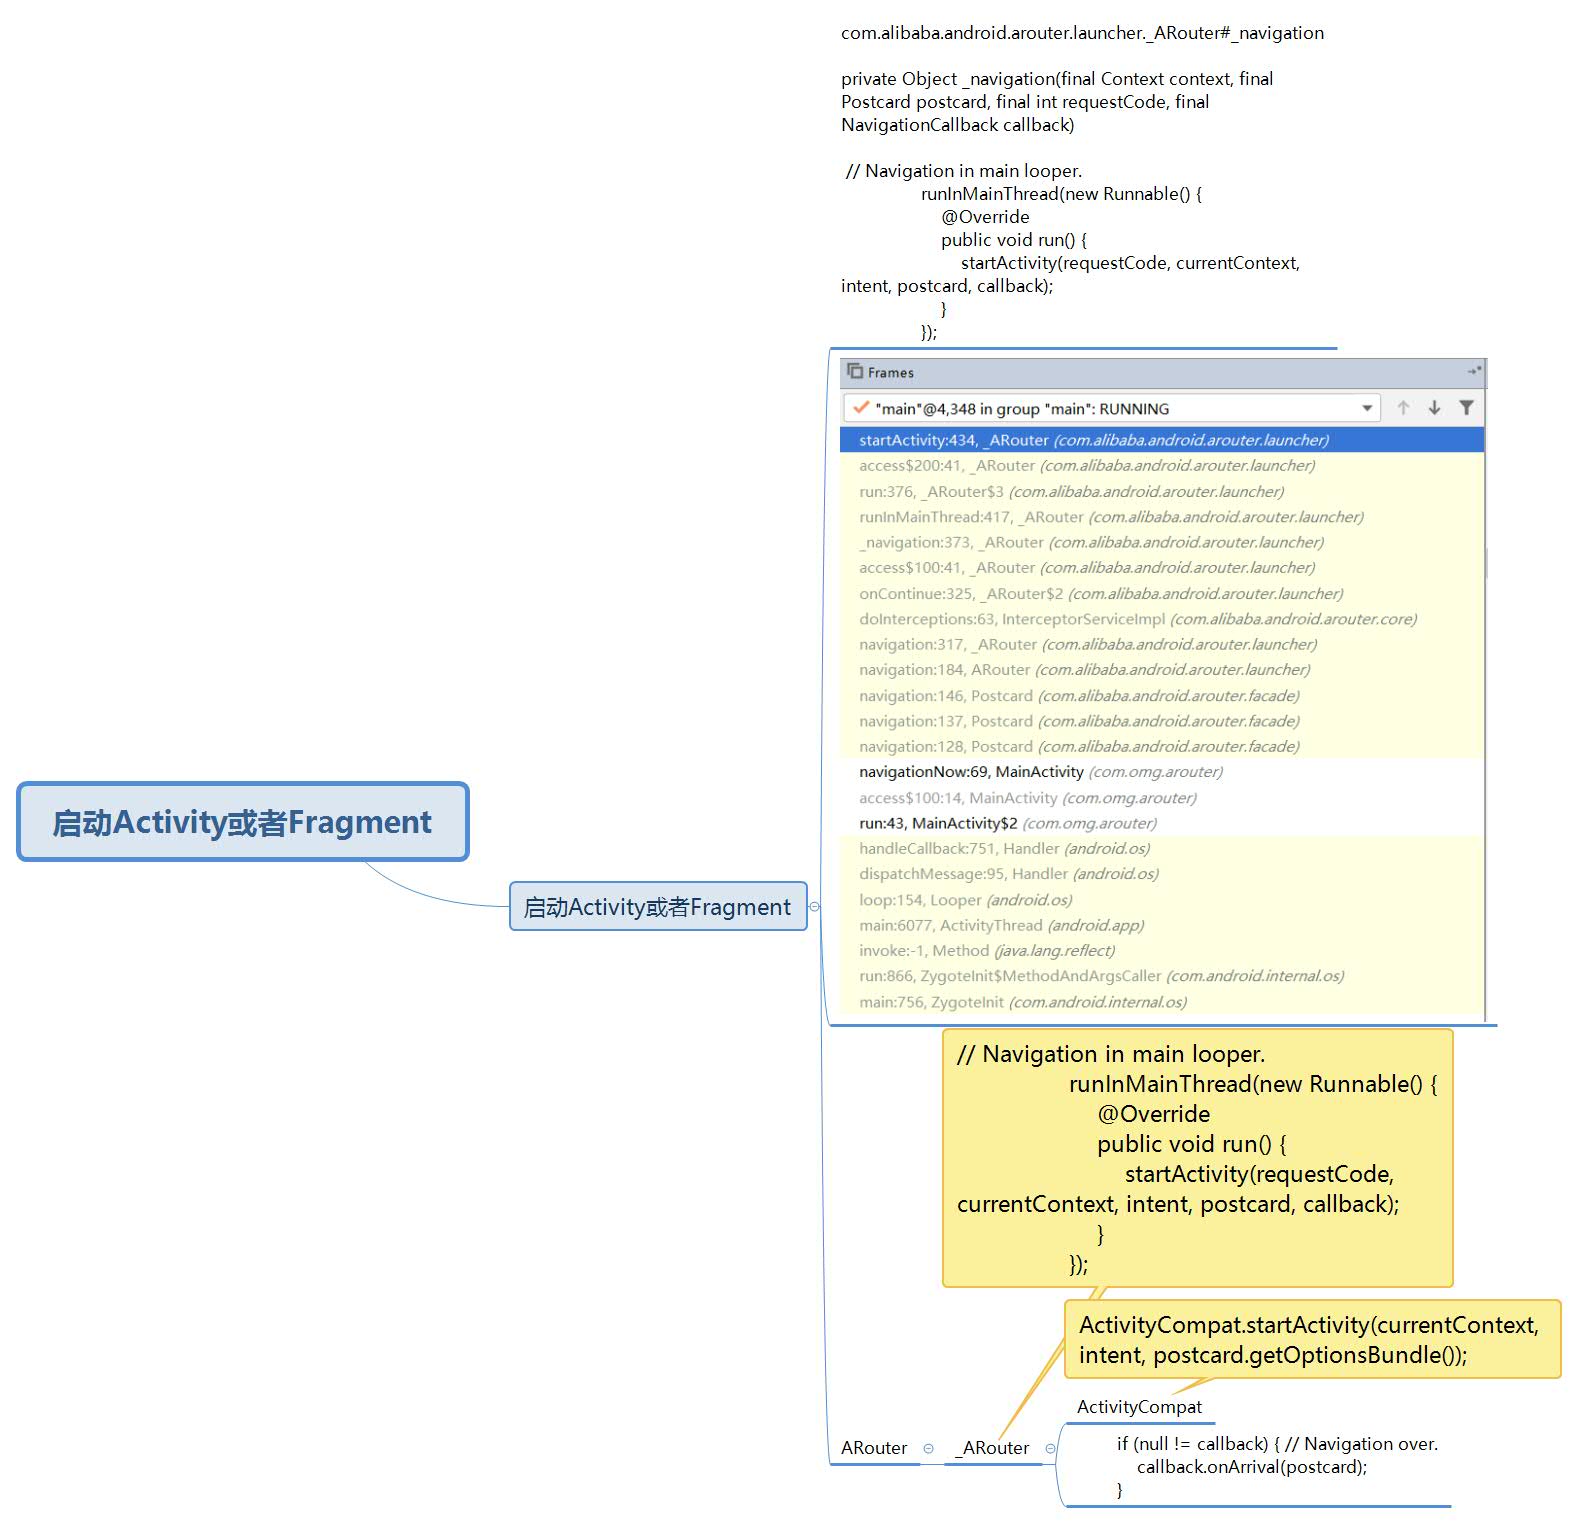 com.alibaba.android.arouter.launcher._ARouter#_navigation
private Object _navigation(final Context context, final
Postcard postcard, final int requestCode, final
NavigationCallback callback)
// Navigation in main looper.
runInMainThread(new Runnable() {
@Override
public void run() {
startActivity(requestCode, currentContext,
intent, postcard, callback);
}
});
Frames
"main"@4,348 in group "main": RUNNING
startActivity:434, _ARouter (com.alibaba.android.arouter.launcher)
access$200:41, _ARouter (com.alibaba.android.arouter.launcher)
run:376, _ARouter$3 (com.alibaba.android.arouter.launcher)
runInMainThread:417, _ARouter (com.alibaba.android.arouter.launcher)
_navigation:373, _ARouter (com.alibaba.android.arouter.launcher)
access$100:41, _ARouter (com.alibaba.android.arouter.launcher)
onContinue:325, _ARouter$2 (com.alibaba.android.arouter.launcher)
doInterceptions:63, InterceptorServiceImpl (com.alibaba.android.arouter.core)
navigation:317, _ARouter (com.alibaba.android.arouter.launcher)
navigation:184, ARouter (com.alibaba.android.arouter.launcher)
navigation:146, Postcard (com.alibaba.android.arouter.facade)
navigation:137, Postcard (com.alibaba.android.arouter.facade)
navigation:128, Postcard (com.alibaba.android.arouter.facade)
navigationNow:69, MainActivity (com.omg.arouter)
access$100:14, MainActivity (com.omg.arouter)
run:43, MainActivity$2 (com.omg.arouter)
handleCallback:751, Handler (android.os)
dispatchMessage:95, Handler (android.os)
loop:154, Looper (android.os)
main:6077, ActivityThread (android.app)
invoke:-1, Method (java.lang.reflect)
run:866, ZygoteInit$MethodAndArgsCaller (com.android.internal.os)
main:756, ZygoteInit (com.android.internal.os)
启动Activity或者Fragment
启动Activity或者Fragment
// Navigation in main looper.
runInMainThread(new Runnable() {
@Override
public void run() {
startActivity(requestCode,
currentContext, intent, postcard, callback);
}
});
ActivityCompat.startActivity(currentContext,
intent, postcard.getOptionsBundle());
ActivityCompat
ARouter
_ARouter
if (null != callback) { // Navigation over.
callback.onArrival(postcard);
}